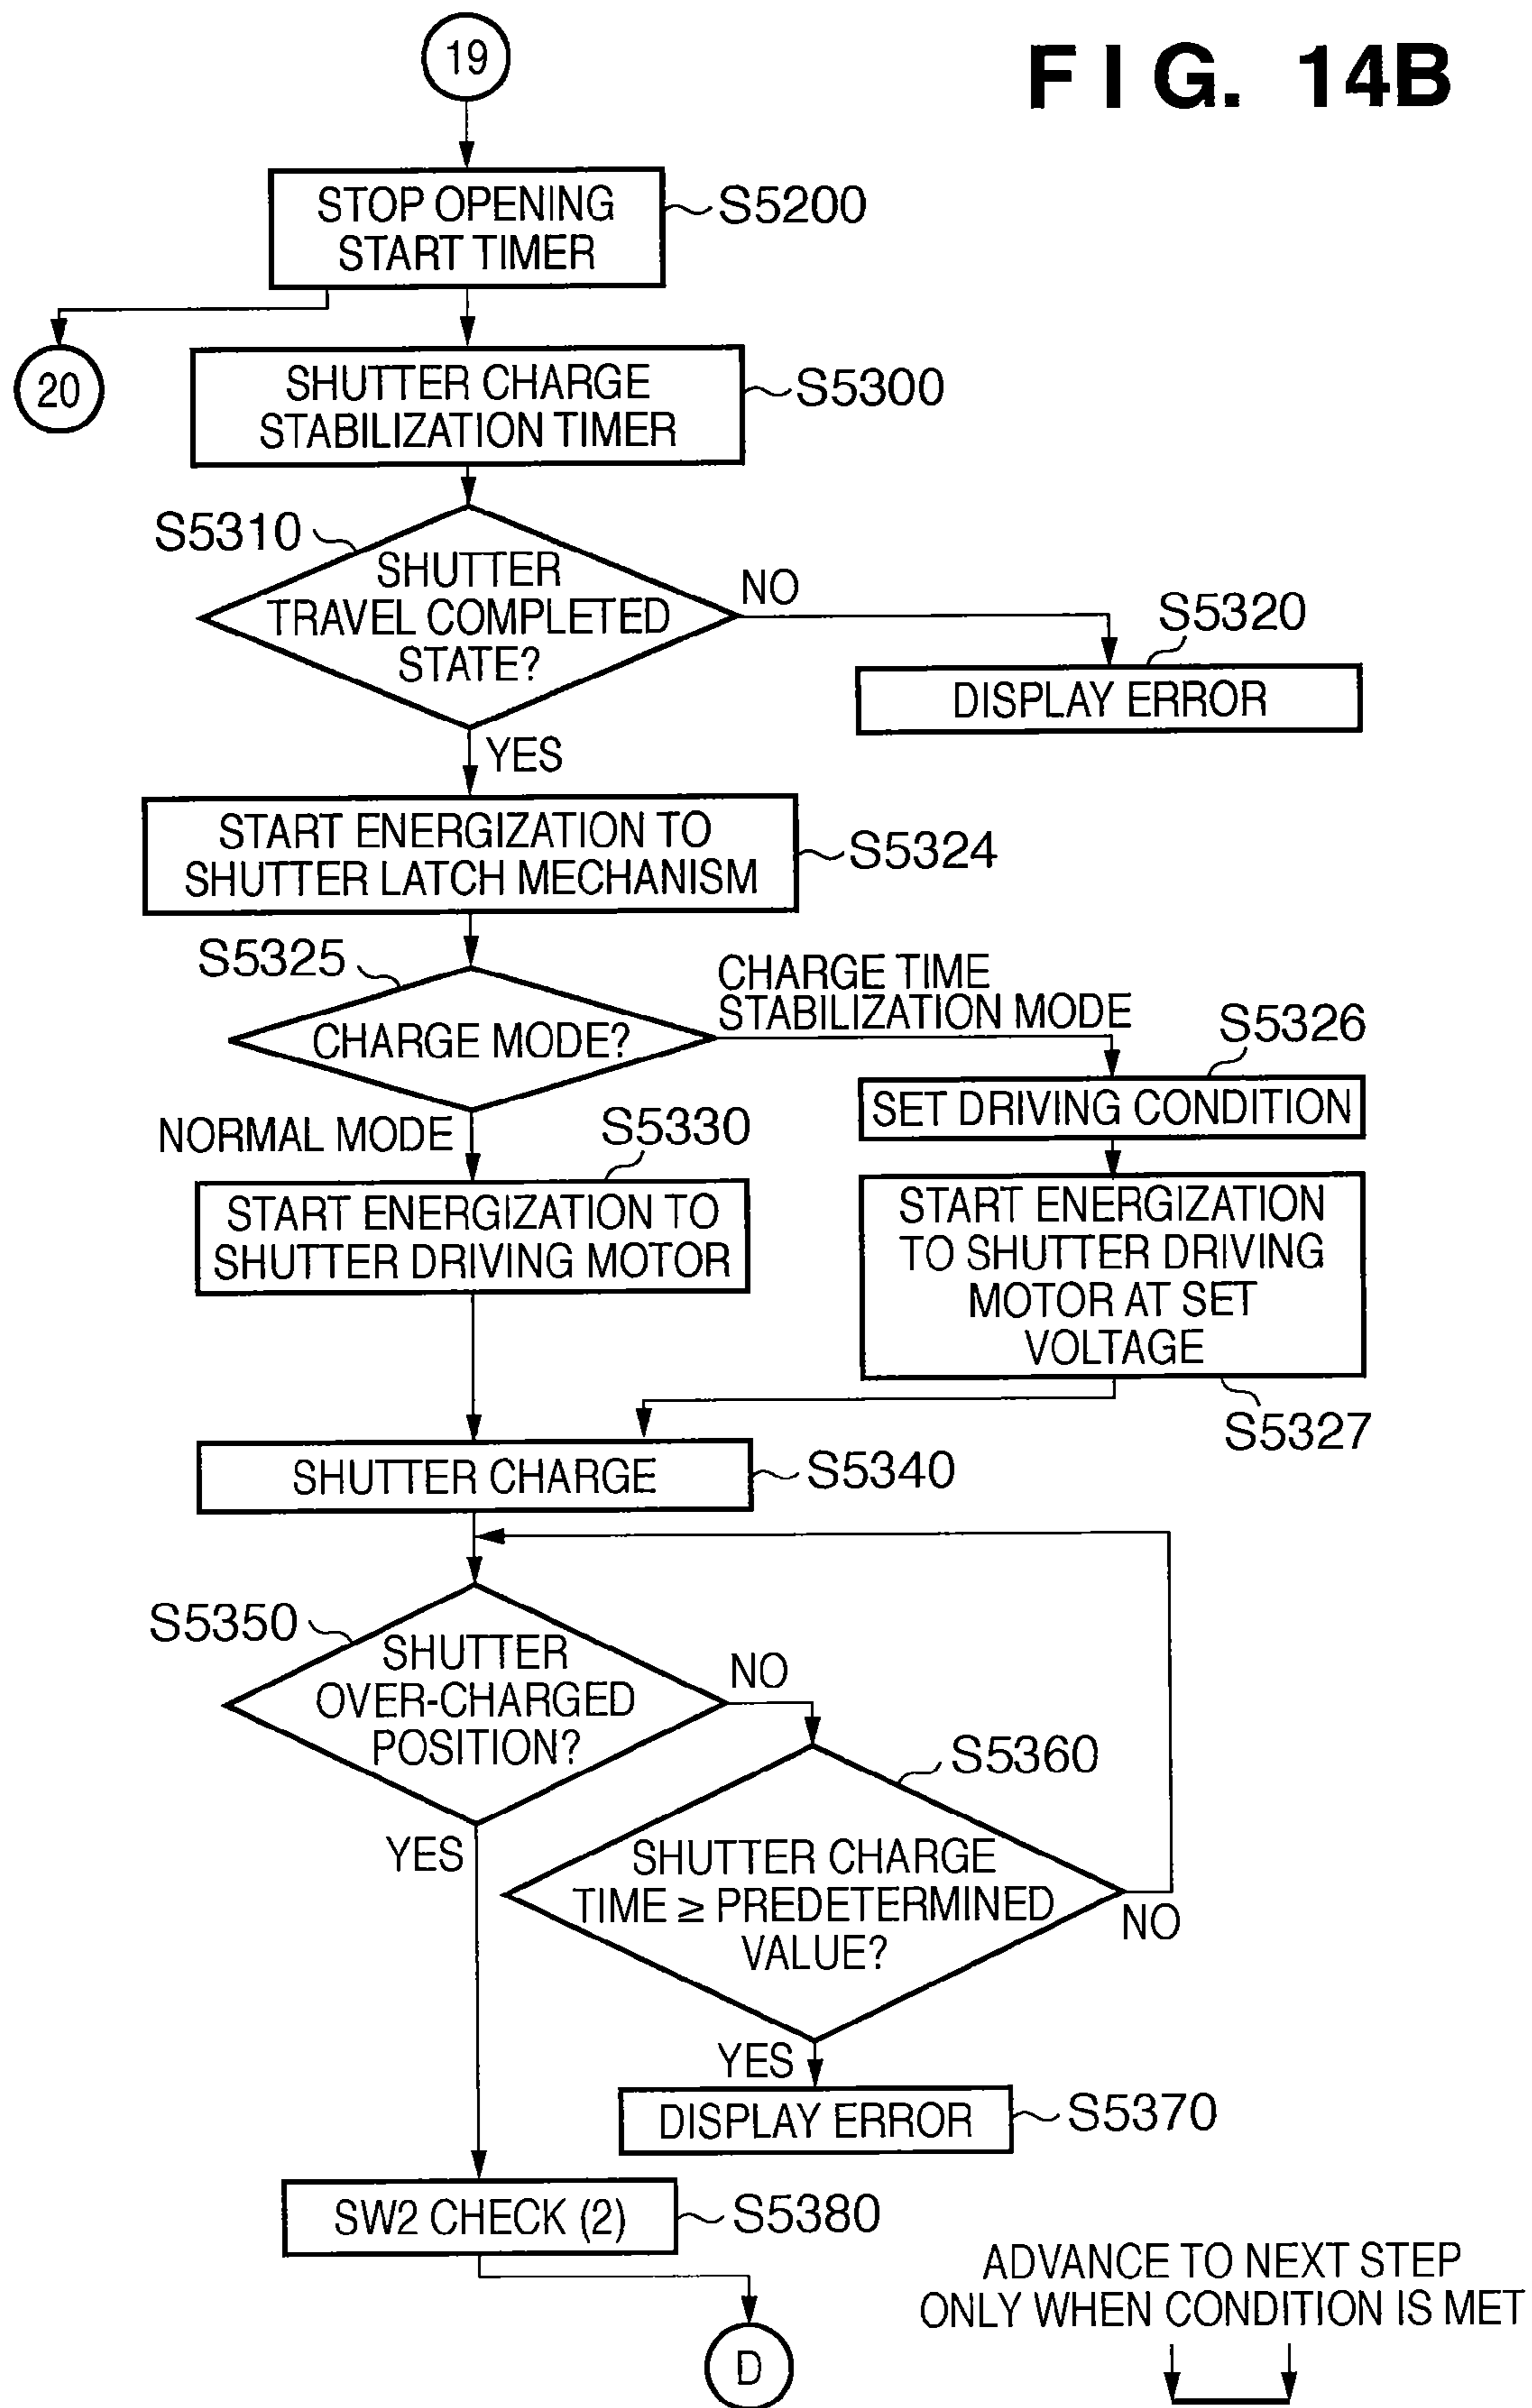 FIG. 14B
19
STOP OPENING
START TIMER
S5200
20
SHUTTER CHARGE
STABILIZATION TIMER
S5300
S5310
SHUTTER
TRAVEL COMPLETED
STATE?
NO
S5320
DISPLAY ERROR
YES
START ENERGIZATION TO
SHUTTER LATCH MECHANISM
S5324
S5325
CHARGE MODE?
CHARGE TIME
STABILIZATION MODE
S5326
SET DRIVING CONDITION
NORMAL MODE
S5330
START ENERGIZATION TO
SHUTTER DRIVING MOTOR
START ENERGIZATION
TO SHUTTER DRIVING
MOTOR AT SET
VOLTAGE
S5327
SHUTTER CHARGE
S5340
S5350
SHUTTER
OVER-CHARGED
POSITION?
NO
S5360
YES
SHUTTER CHARGE
TIME ≥ PREDETERMINED
VALUE?
NO
YES
DISPLAY ERROR
S5370
SW2 CHECK (2)
S5380
ADVANCE TO NEXT STEP
ONLY WHEN CONDITION IS MET
D